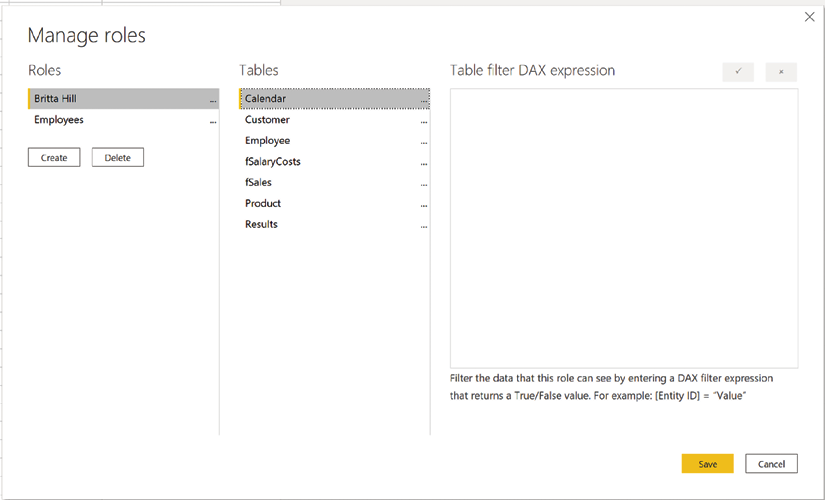 Manage roles
Roles
Britta Hill ...
Employees ...
Create Delete
Tables
Calendar ...
Customer ...
Employee ...
fSalaryCosts ...
fSales ...
Product ...
Results ...
Table filter DAX expression
Filter the data that this role can see by entering a DAX filter expression
that returns a True/False value. For example: [Entity ID] = “Value”
Save Cancel